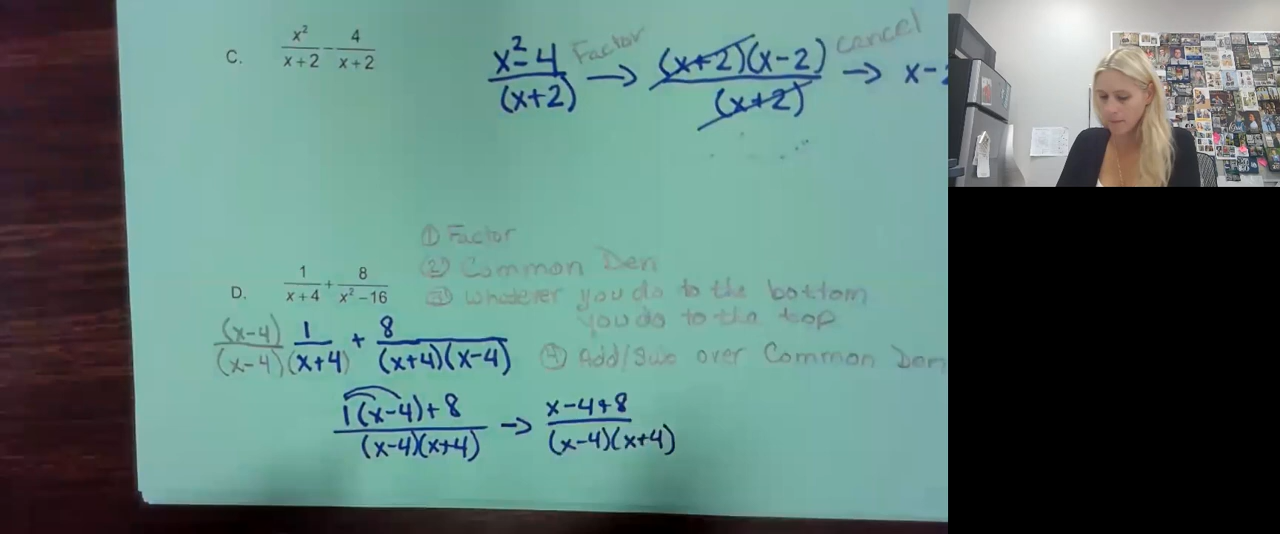 C. x²/(x+2) - 4/(x+2)
x²-4/(x+2) Factor → (x+2)(x-2)/(x+2) cancel → x-2
① Factor
② Common Den
D. 1/(x+4) + 8/(x²-16)
③ Whatever you do to the bottom
you do to the top
(x-4)/(x-4) 1/(x+4) + 8/(x+4)(x-4)
④ Add/Sub over Common Den
1(x-4)+8/(x-4)(x+4) → x-4+8/(x-4)(x+4)